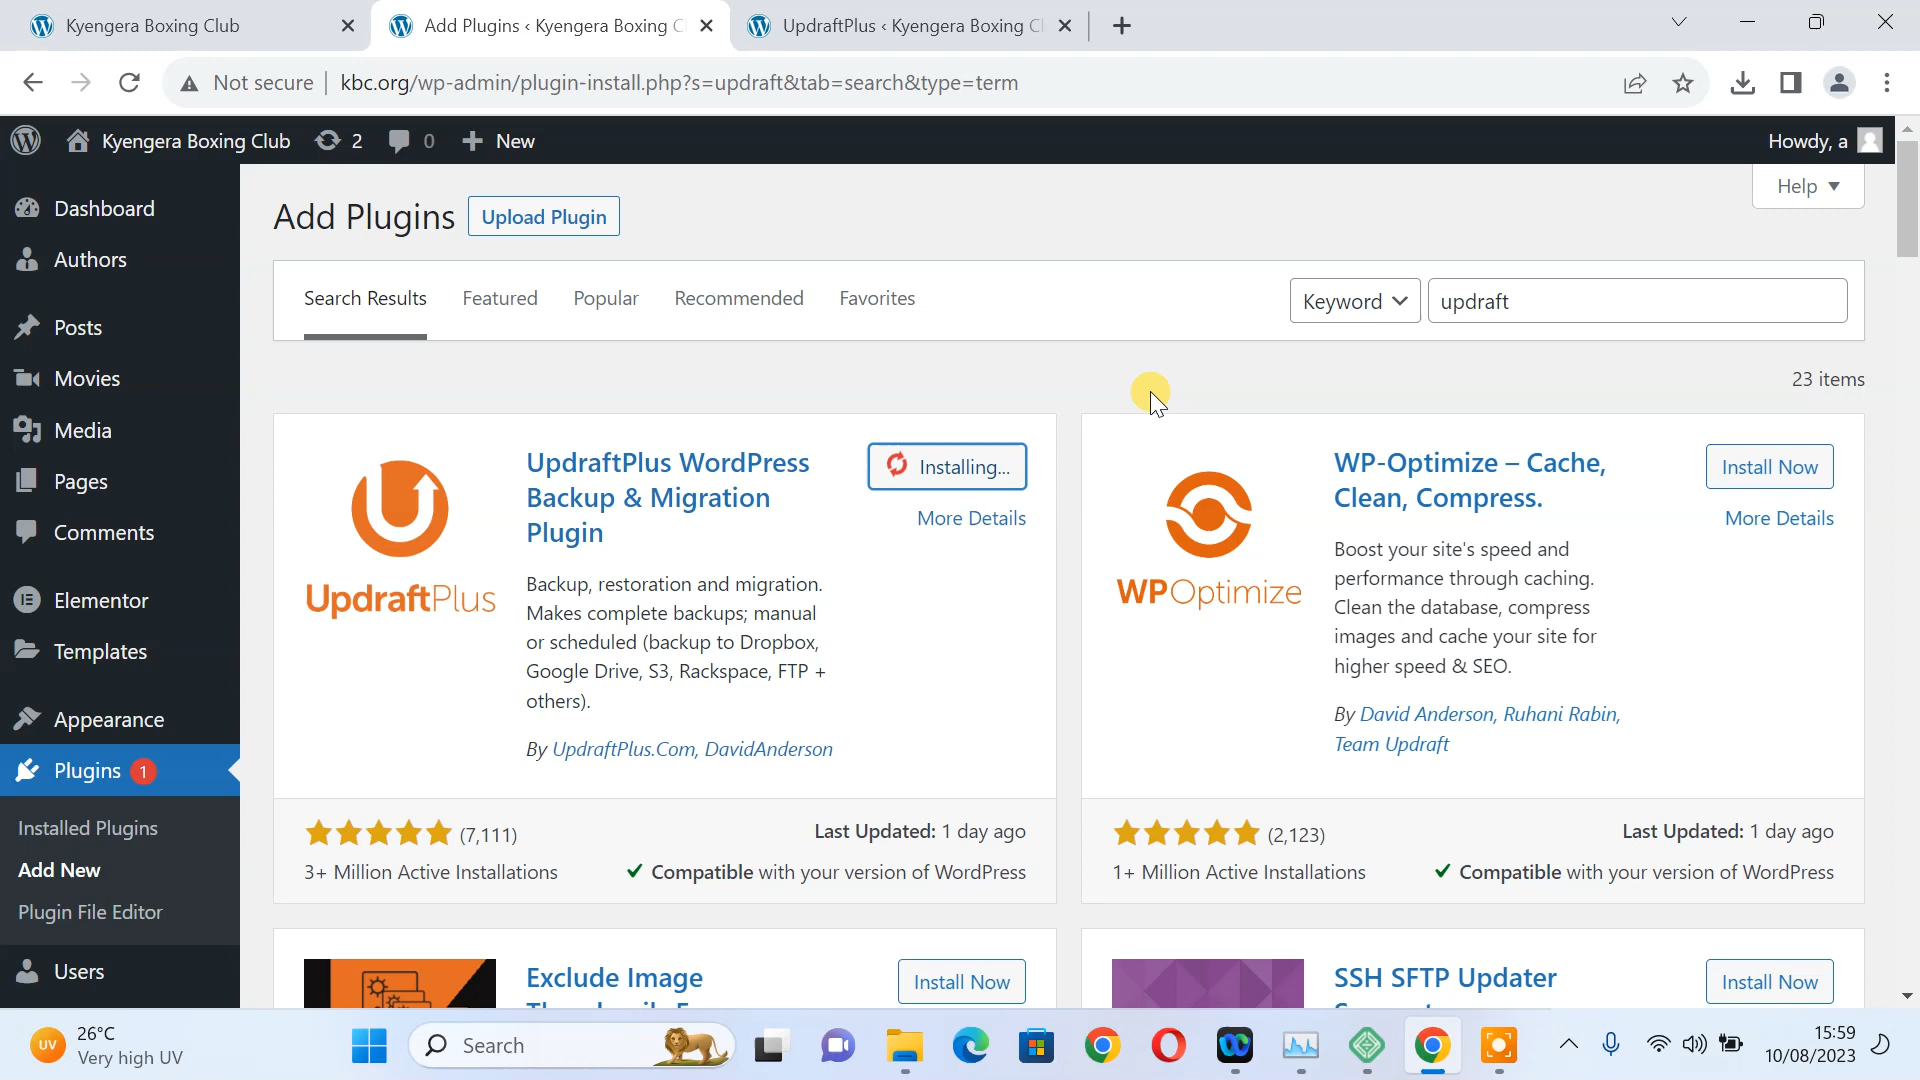 Kyengera Boxing Club
Add Plugins ‹ Kyengera Boxing C
UpdraftPlus ‹ Kyengera Boxing C
Not secure
kbc.org/wp-admin/plugin-install.php?s=updraft&tab=search&type=term
Kyengera Boxing Club
2
0
New
Howdy, a
Help
Dashboard
Authors
Posts
Movies
Media
Pages
Comments
Elementor
Templates
Appearance
Plugins 1
Installed Plugins
Add New
Plugin File Editor
Users
Add Plugins
Upload Plugin
Search Results
Featured
Popular
Recommended
Favorites
Keyword
updraft
23 items
UpdraftPlus
UpdraftPlus WordPress
Backup & Migration
Plugin
Installing...
More Details
Backup, restoration and migration.
Makes complete backups; manual
or scheduled (backup to Dropbox,
Google Drive, S3, Rackspace, FTP +
others).
By UpdraftPlus.Com, DavidAnderson
(7,111)
3+ Million Active Installations
Last Updated: 1 day ago
Compatible with your version of WordPress
WPOptimize
WP-Optimize – Cache,
Clean, Compress.
Install Now
More Details
Boost your site's speed and
performance through caching.
Clean the database, compress
images and cache your site for
higher speed & SEO.
By David Anderson, Ruhani Rabin,
Team Updraft
(2,123)
1+ Million Active Installations
Last Updated: 1 day ago
Compatible with your version of WordPress
Exclude Image
Install Now
SSH SFTP Updater
Install Now
UV
26°C
Very high UV
Search
15:59
10/08/2023